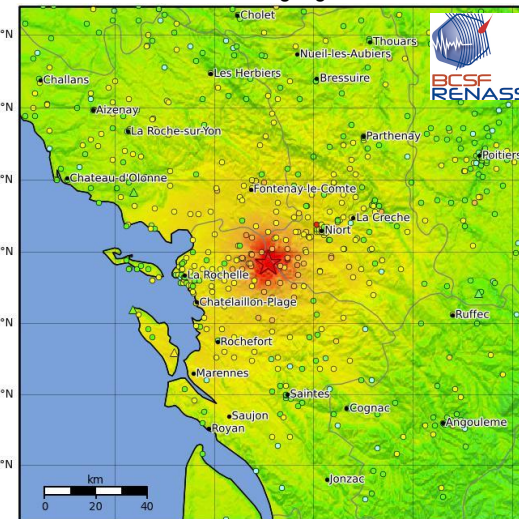 Cholet
°N
Thouars
Nueil-les-Aubiers
BCSF
RENASS
Challans
Les Herbiers
Bressuire
°N
Aizenay
La Roche-sur-Yon
Parthenay
Poitiers
°N
Chateau-d'Olonne
Fontenay-le-Comte
La Creche
Niort
°N
La Rochelle
Chatelaillon-Plage
Ruffec
°N
Rochefort
Marennes
°N
Saintes
Cognac
Saujon
Angouleme
Royan
°N
Jonzac
km
0 20 40